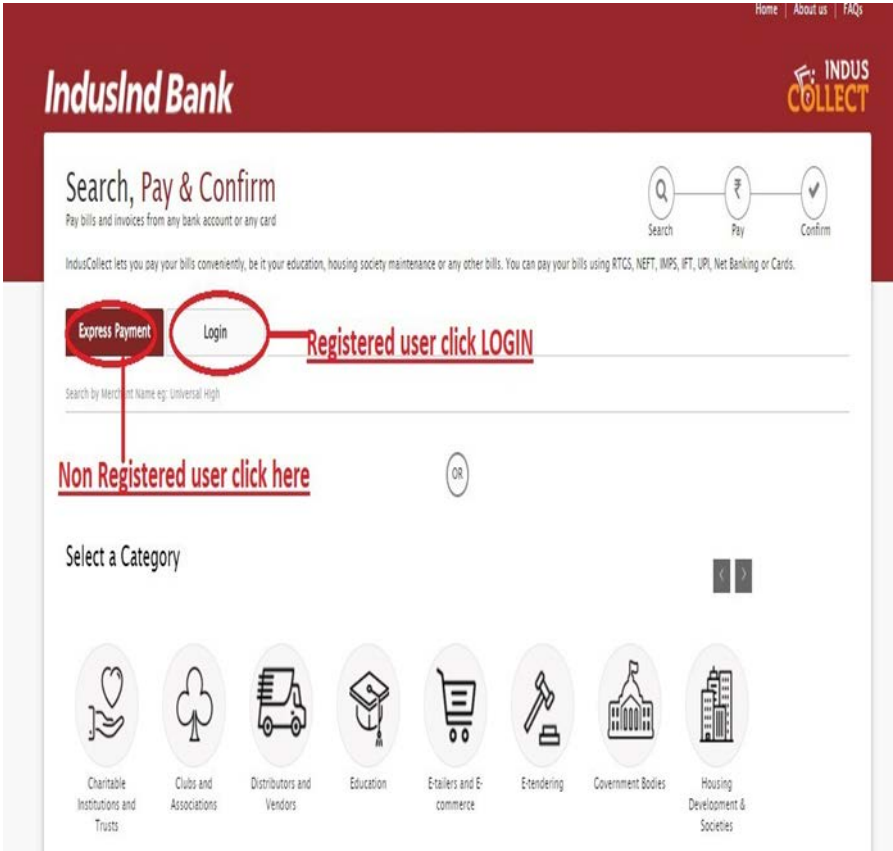 Home | About us | FAQs
IndusInd Bank
INDUS
COLLECT
Search, Pay & Confirm
Pay bills and invoices from any bank account or any card
Search
Pay
Confirm
IndusCollect lets you pay your bills conveniently, be it your education, housing society maintenance or any other bills. You can pay your bills using RTGS, NEFT, IMPS, IFT, UPI, Net Banking or Cards.
Express Payment
Login
Registered user click LOGIN
Search by Merchant Name eg: Universal High
Non Registered user click here
OR
Select a Category
< >
Charitable
Institutions and
Trusts
Clubs and
Associations
Distributors and
Vendors
Education
E-tailers and E-
commerce
E-tendering
Government Bodies
Housing
Development &
Societies